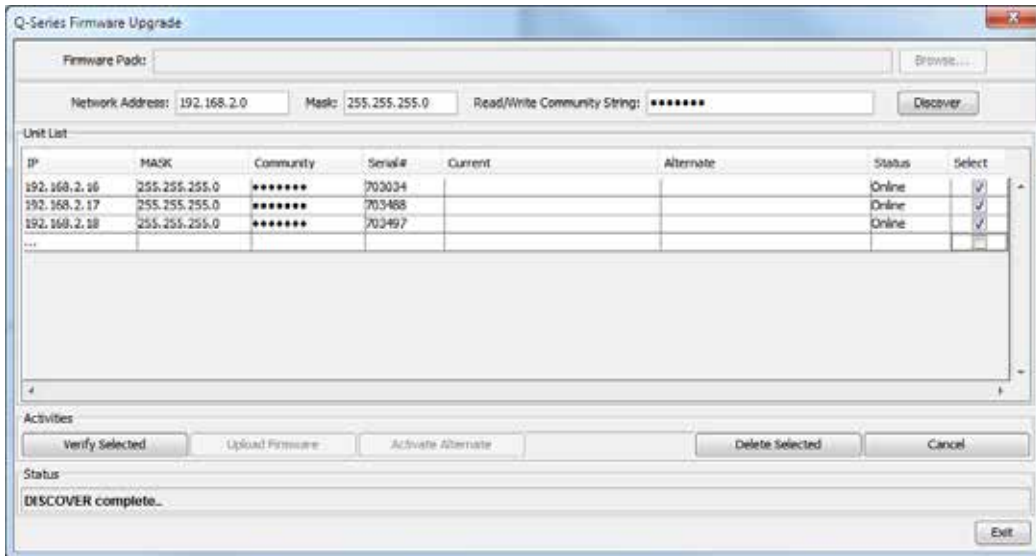 Q-Series Firmware Upgrade
Firmware Pack: Browse...
Network Address: 192.168.2.0 Mask: 255.255.255.0 Read/Write Community String: ••••••• Discover
Unit List
IP MASK Community Serial# Current Alternate Status Select
192.168.2.16 255.255.255.0 ••••••• 703034 Online
192.168.2.17 255.255.255.0 ••••••• 703488 Online
192.168.2.18 255.255.255.0 ••••••• 703497 Online
...
Activities
Verify Selected Upload Firmware Activate Alternate Delete Selected Cancel
Status
DISCOVER complete..
Exit